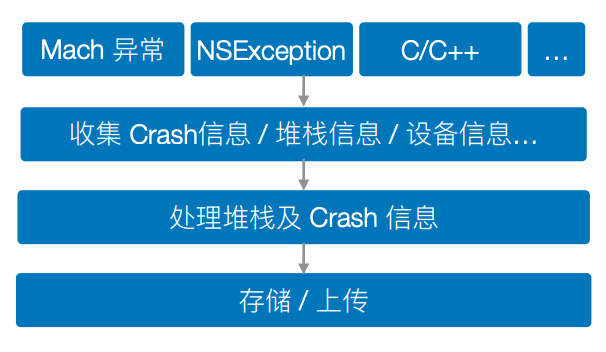 Mach 异常 NSException C/C++ ...
收集 Crash信息 / 堆栈信息 / 设备信息...
处理堆栈及 Crash 信息
存储 / 上传